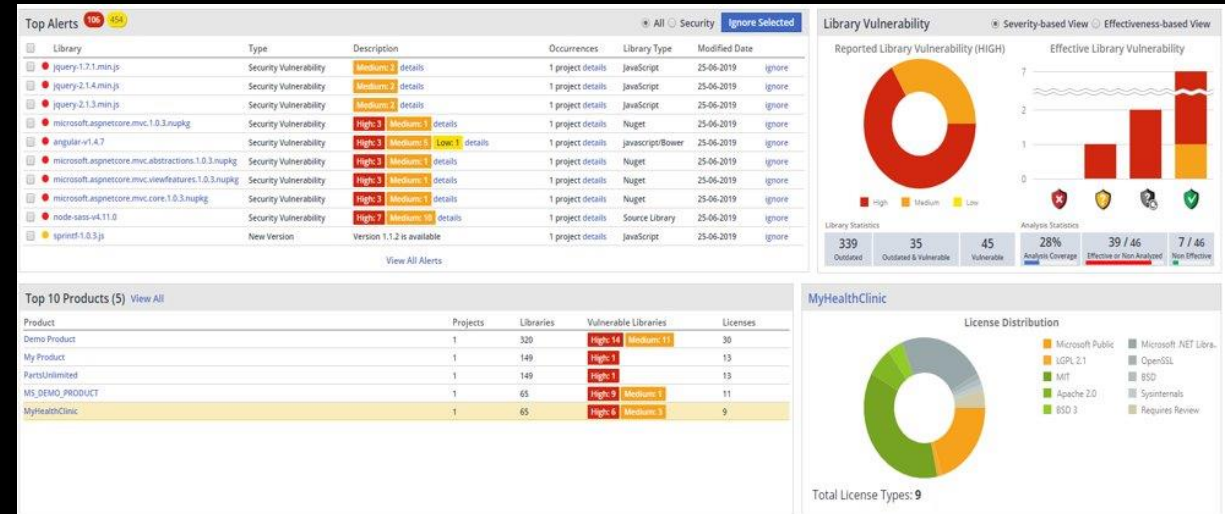 Top Alerts 106 454 All Security Ignore Selected
Library Type Description Occurrences Library Type Modified Date
jquery-1.7.1.min.js Security Vulnerability Medium: 2 details 1 project details JavaScript 25-06-2019 ignore
jquery-2.1.4.min.js Security Vulnerability Medium: 2 details 1 project details JavaScript 25-06-2019 ignore
jquery-2.1.3.min.js Security Vulnerability Medium: 2 details 1 project details JavaScript 25-06-2019 ignore
microsoft.aspnetcore.mvc.1.0.3.nupkg Security Vulnerability High: 3 Medium: 1 details 1 project details Nuget 25-06-2019 ignore
angular-v1.4.7 Security Vulnerability High: 3 Medium: 5 Low: 1 details 1 project details javascript/Bower 25-06-2019 ignore
microsoft.aspnetcore.mvc.abstractions.1.0.3.nupkg Security Vulnerability High: 3 Medium: 1 details 1 project details Nuget 25-06-2019 ignore
microsoft.aspnetcore.mvc.viewfeatures.1.0.3.nupkg Security Vulnerability High: 3 Medium: 1 details 1 project details Nuget 25-06-2019 ignore
microsoft.aspnetcore.mvc.core.1.0.3.nupkg Security Vulnerability High: 3 Medium: 1 details 1 project details Nuget 25-06-2019 ignore
node-sass-v4.11.0 Security Vulnerability High: 7 Medium: 10 details 1 project details Source Library 25-06-2019 ignore
sprintf-1.0.3.js New Version Version 1.1.2 is available 1 project details JavaScript 25-06-2019 ignore
View All Alerts
Library Vulnerability Severity-based View Effectiveness-based View
Reported Library Vulnerability (HIGH)
High Medium Low
Effective Library Vulnerability
7
2
1
0
Library Statistics
339 35 45
Outdated Outdated & Vulnerable Vulnerable
Analysis Statistics
28% 39 / 46 7 / 46
Analysis Coverage Effective or Non Analyzed Non Effective
Top 10 Products (5) View All
Product Projects Libraries Vulnerable Libraries Licenses
Demo Product 1 320 High: 14 Medium: 11 30
My Product 1 149 High: 1 13
PartsUnlimited 1 149 High: 1 13
MS_DEMO_PRODUCT 1 65 High: 9 Medium: 1 11
MyHealthClinic 1 65 High: 6 Medium: 3 9
MyHealthClinic
License Distribution
Microsoft Public Microsoft .NET Libra..
LGPL 2.1 OpenSSL
MIT BSD
Apache 2.0 Sysinternals
BSD 3 Requires Review
Total License Types: 9